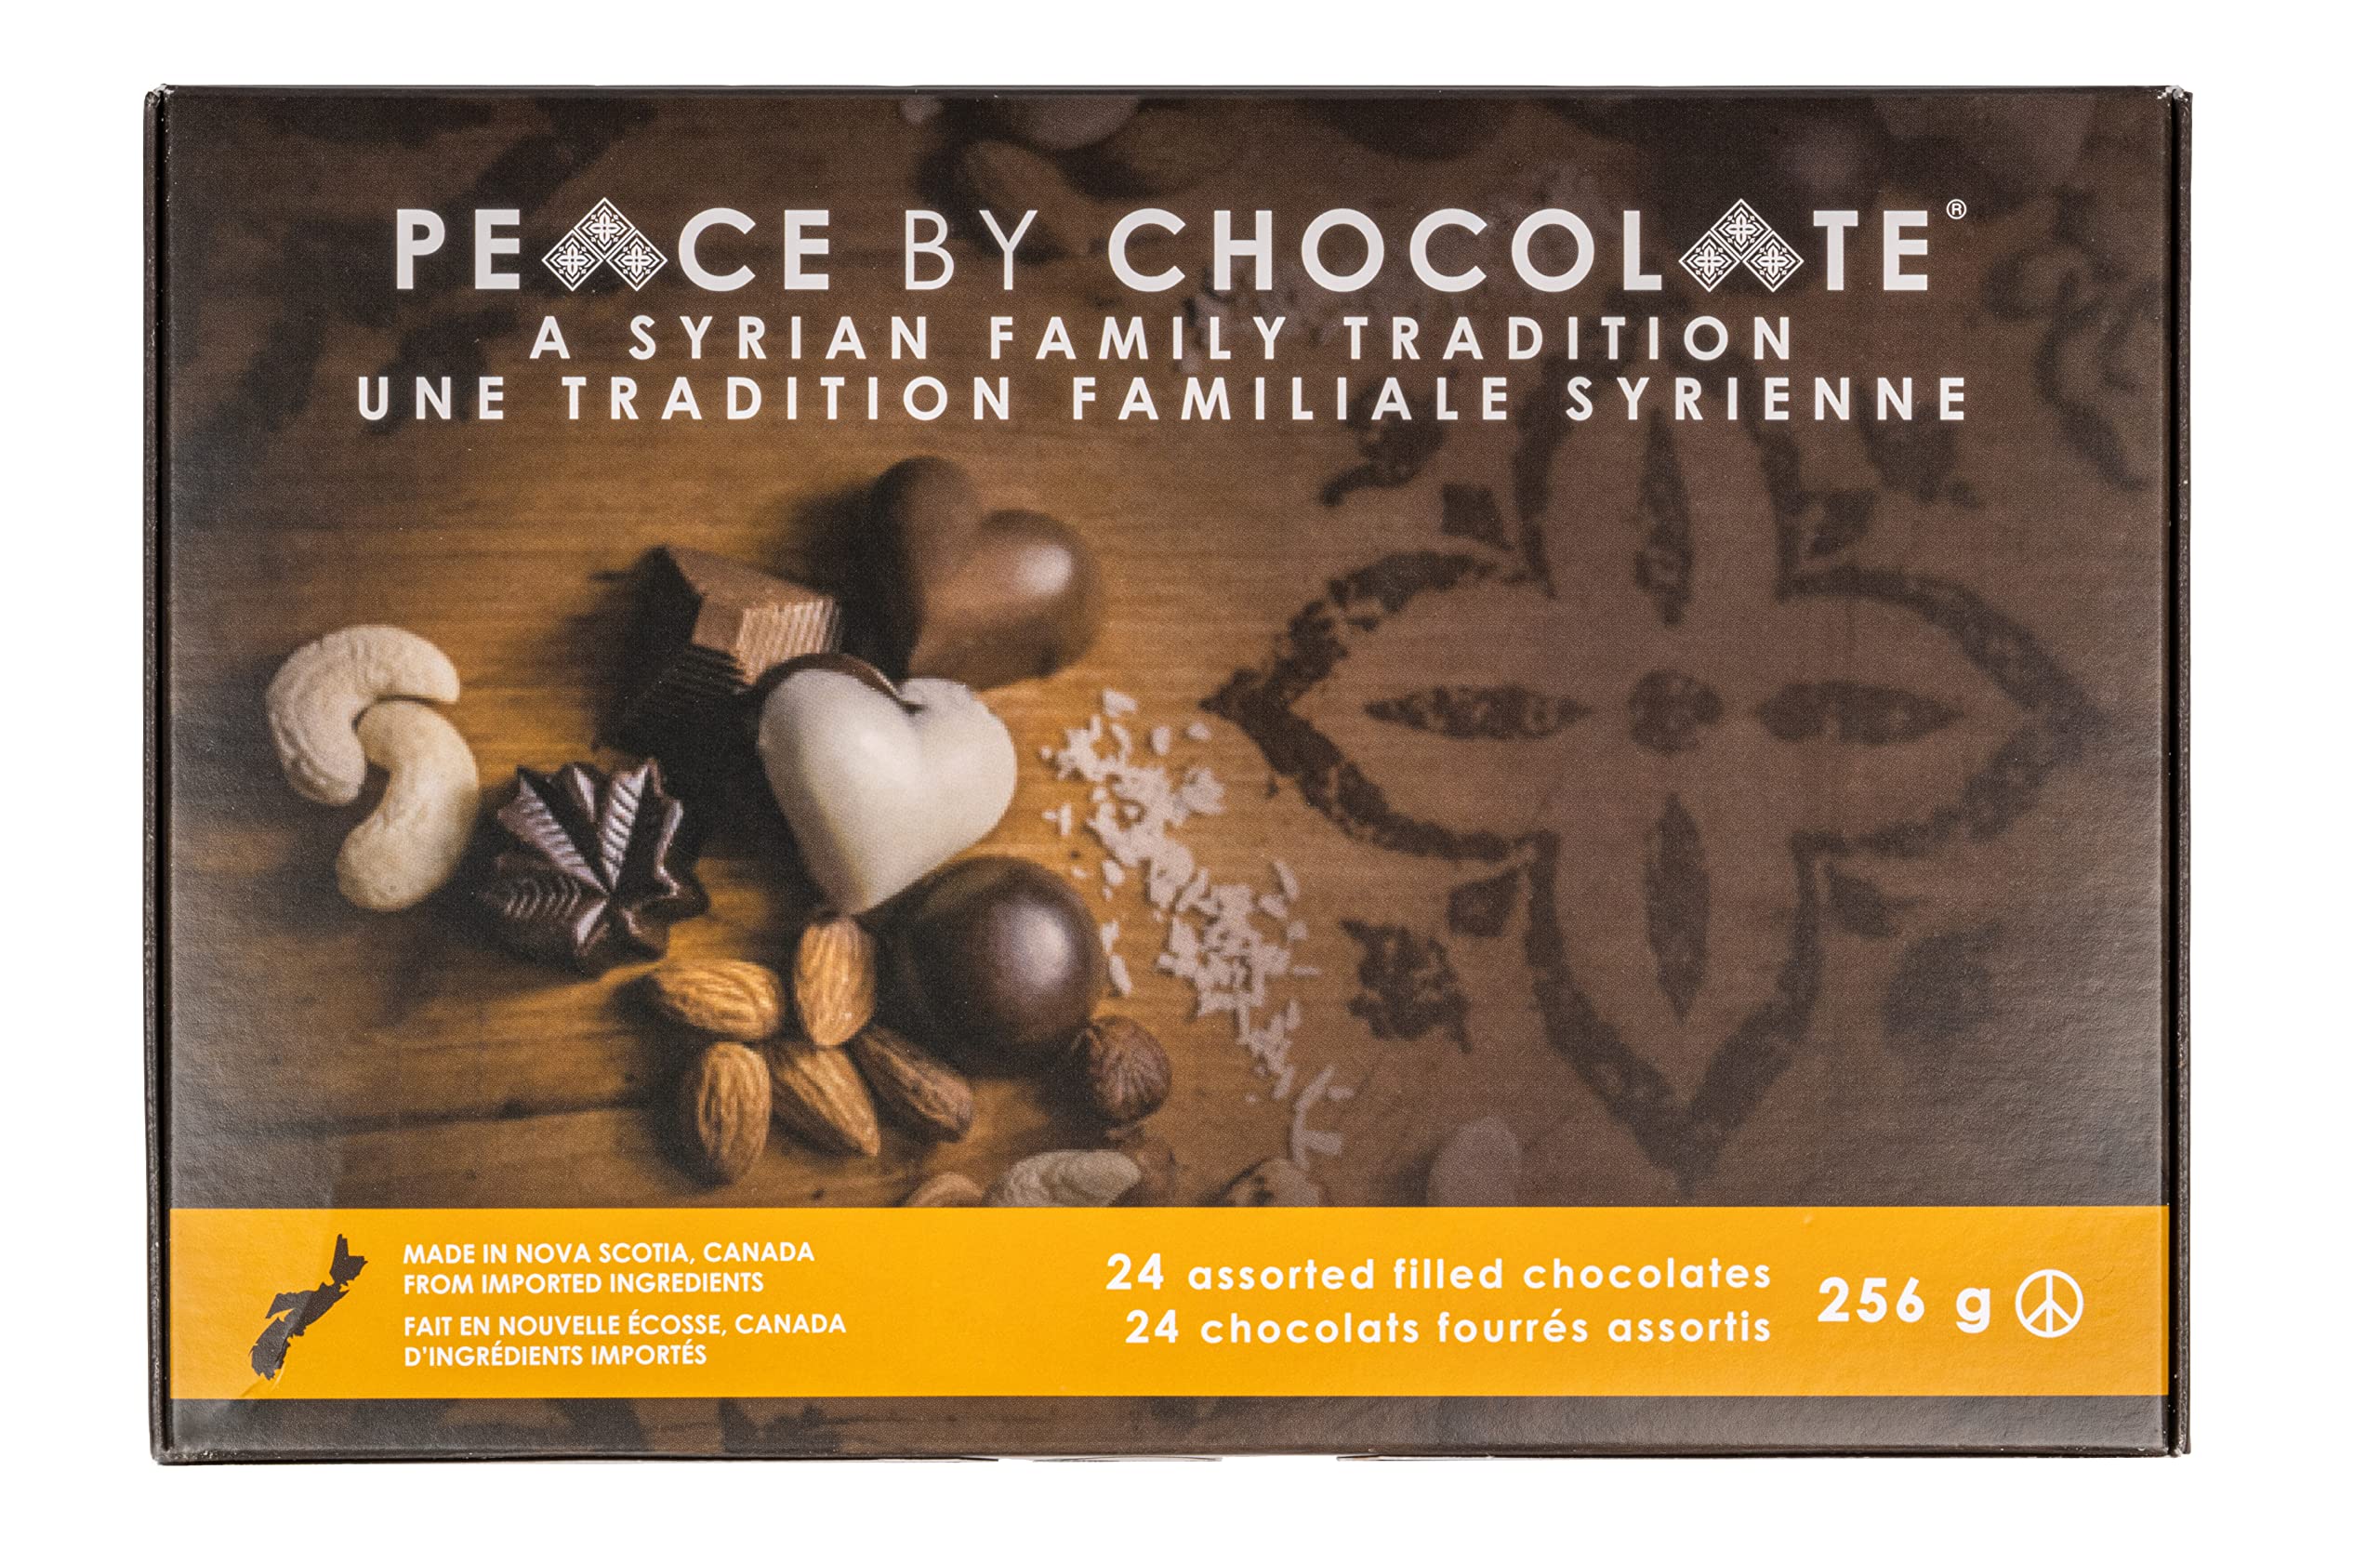 PEACE BY CHOCOLATE®
A SYRIAN FAMILY TRADITION
UNE TRADITION FAMILIALE SYRIENNE
MADE IN NOVA SCOTIA, CANADA
FROM IMPORTED INGREDIENTS
FAIT EN NOUVELLE ÉCOSSE, CANADA
D'INGRÉDIENTS IMPORTÉS
24 assorted filled chocolates
24 chocolats fourrés assortis
256 g